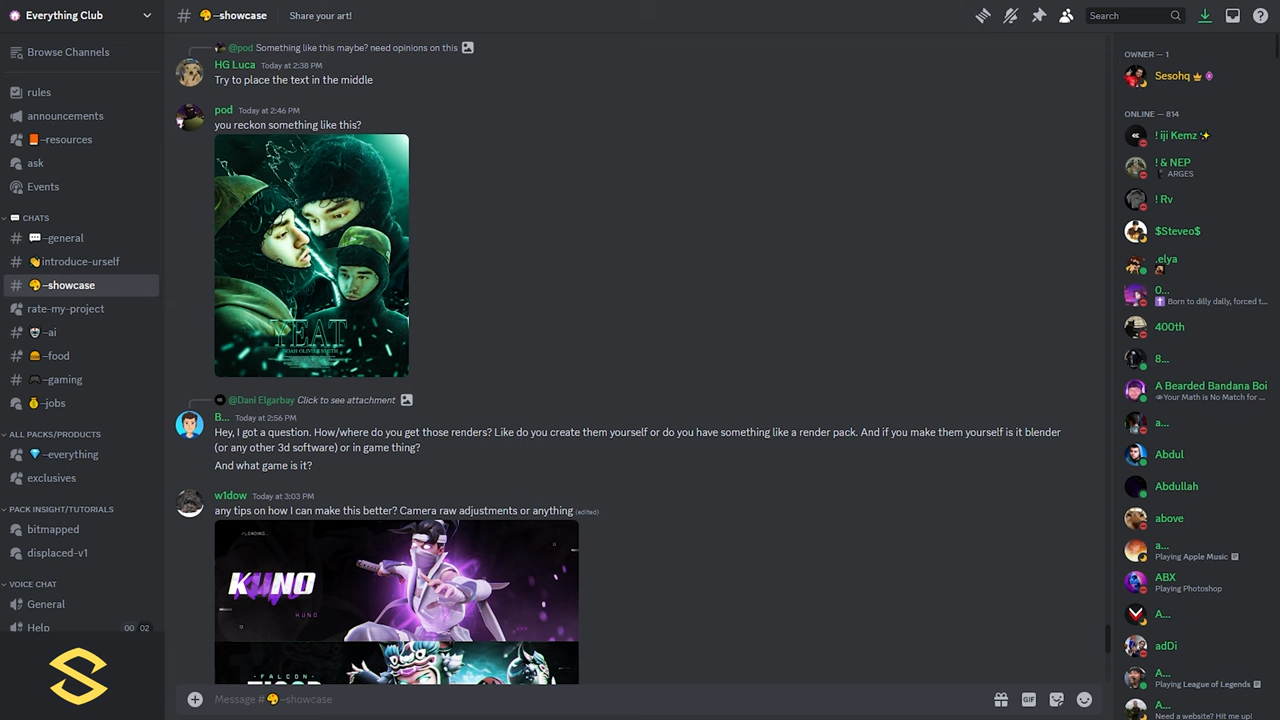 Everything Club
–showcase
Share your art!
Search
Browse Channels
rules
announcements
–resources
ask
Events
CHATS
–general
introduce-urself
–showcase
rate-my-project
–ai
–food
–gaming
–jobs
ALL PACKS/PRODUCTS
–everything
exclusives
PACK INSIGHT/TUTORIALS
bitmapped
displaced-v1
VOICE CHAT
General
Help
00 02
@pod Something like this maybe? need opinions on this
HG Luca Today at 2:38 PM
Try to place the text in the middle
pod Today at 2:46 PM
you reckon something like this?
YEAT
NOAH OLIVIER SMITH
@Dani Elgarbay Click to see attachment
B... Today at 2:56 PM
Hey, I got a question. How/where do you get those renders? Like do you create them yourself or do you have something like a render pack. And if you make them yourself is it blender
(or any other 3d software) or in game thing?
And what game is it?
w1dow Today at 3:03 PM
any tips on how I can make this better? Camera raw adjustments or anything (edited)
//LOADING...
KUNO
KUNO
- FALCON -
Message # –showcase
GIF
OWNER — 1
Sesohq
ONLINE — 814
! iji Kemz
! & NEP
ARGES
! Rv
$Steveo$
.elya
0...
Born to dilly dally, forced t...
400th
8...
A Bearded Bandana Boi
Your Math is No Match for ...
a...
Abdul
Abdullah
above
a...
Playing Apple Music
ABX
Playing Photoshop
A...
adDi
A...
Playing League of Legends
A...
Need a website? Hit me up!